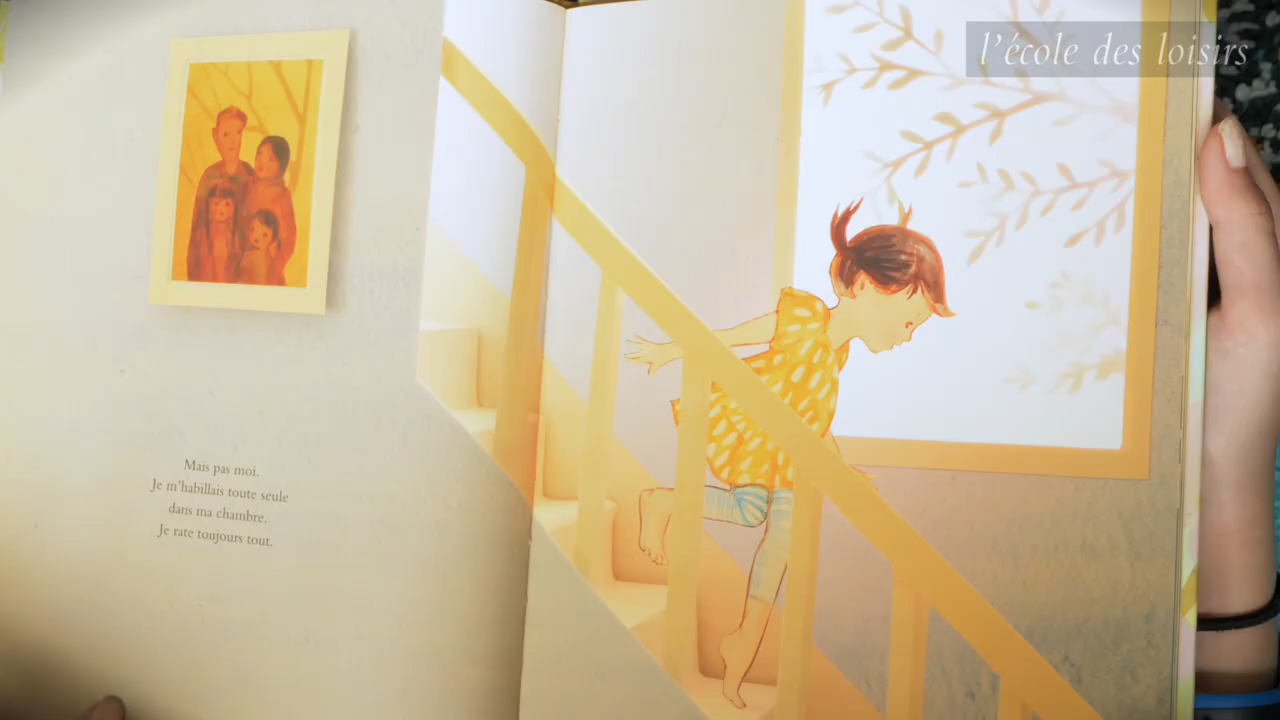 l'école des loisirs
Mais pas moi.
Je m'habillais toute seule
dans ma chambre.
Je rate toujours tout.